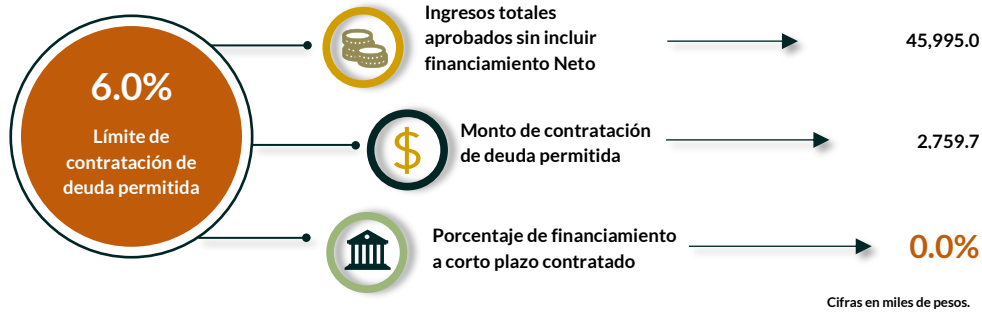 6.0%
Límite de
contratación de
deuda permitida
Ingresos totales
aprobados sin incluir
financiamiento Neto
45,995.0
$
Monto de contratación
de deuda permitida
2,759.7
Porcentaje de financiamiento
a corto plazo contratado
0.0%
Cifras en miles de pesos.